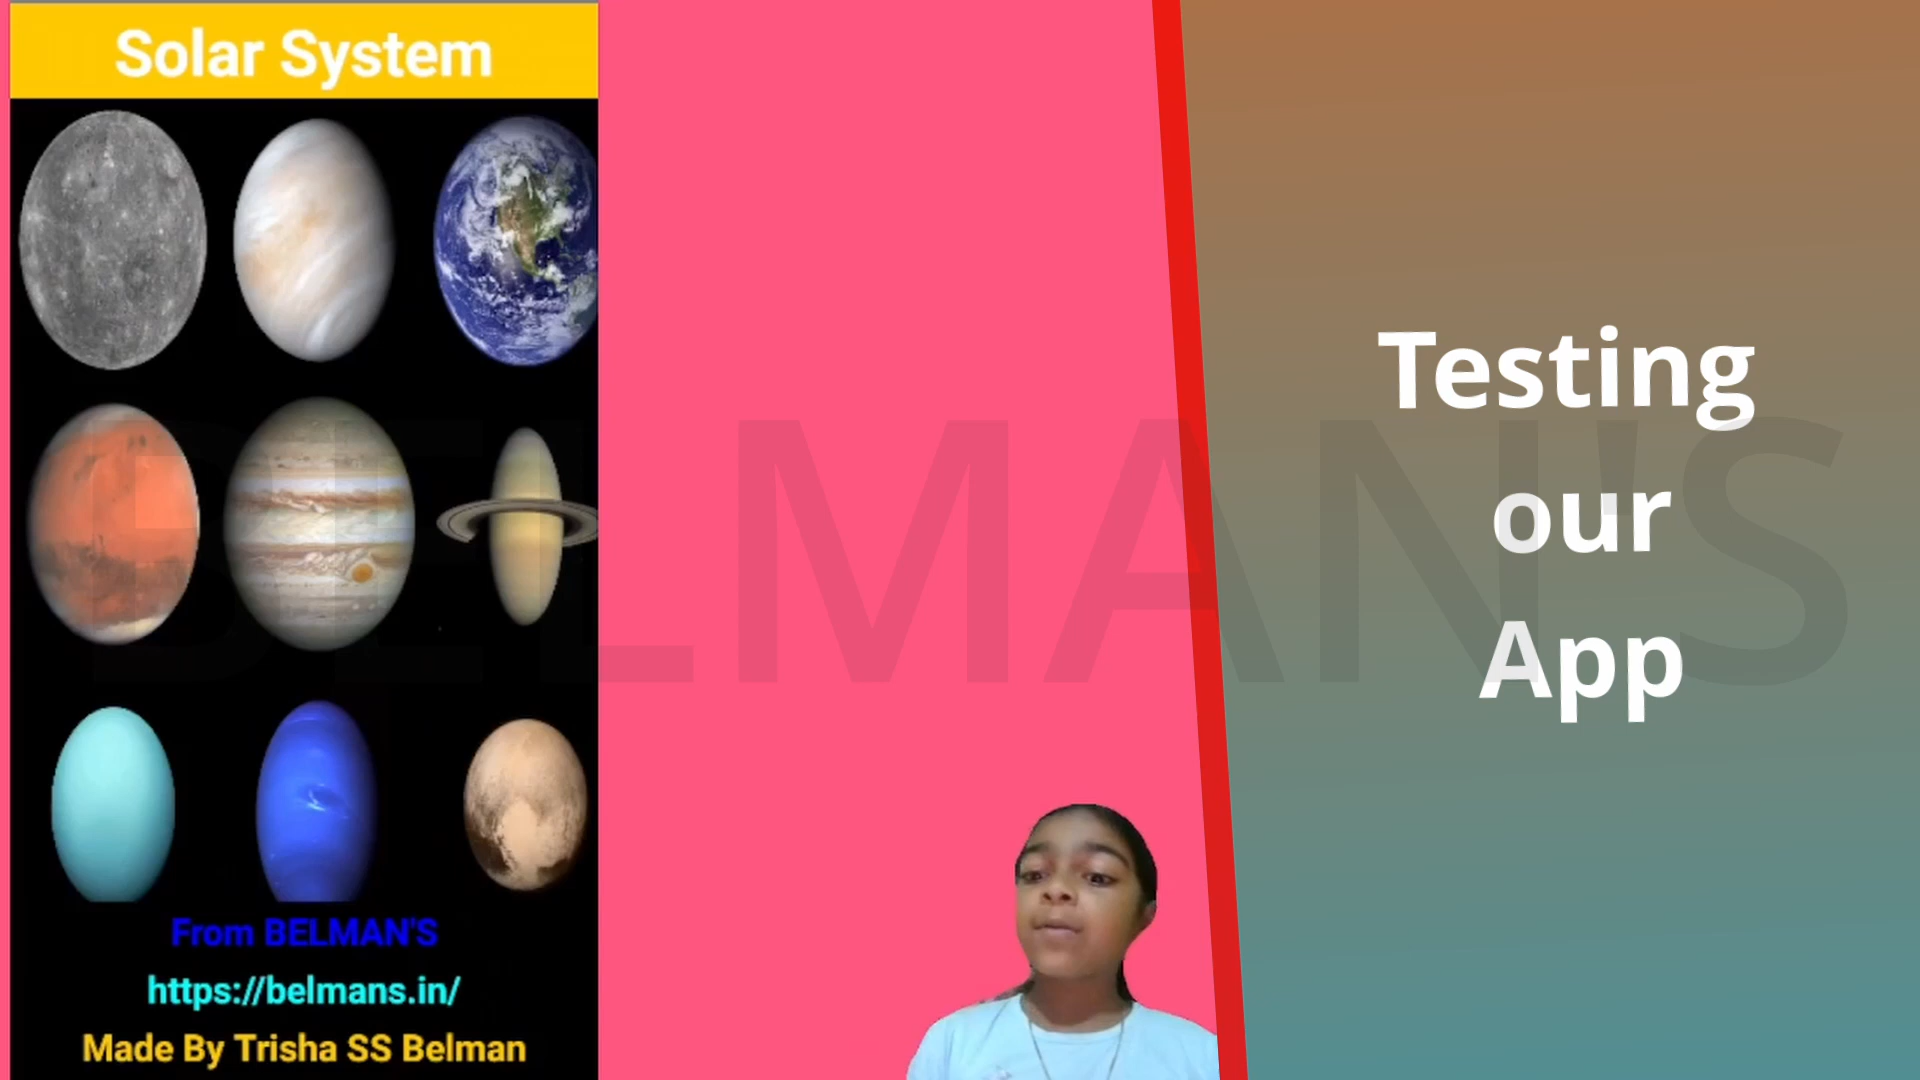 Solar System
From BELMAN'S
https://belmans.in/
Made By Trisha SS Belman
BELMAN'S
Testing
our
App